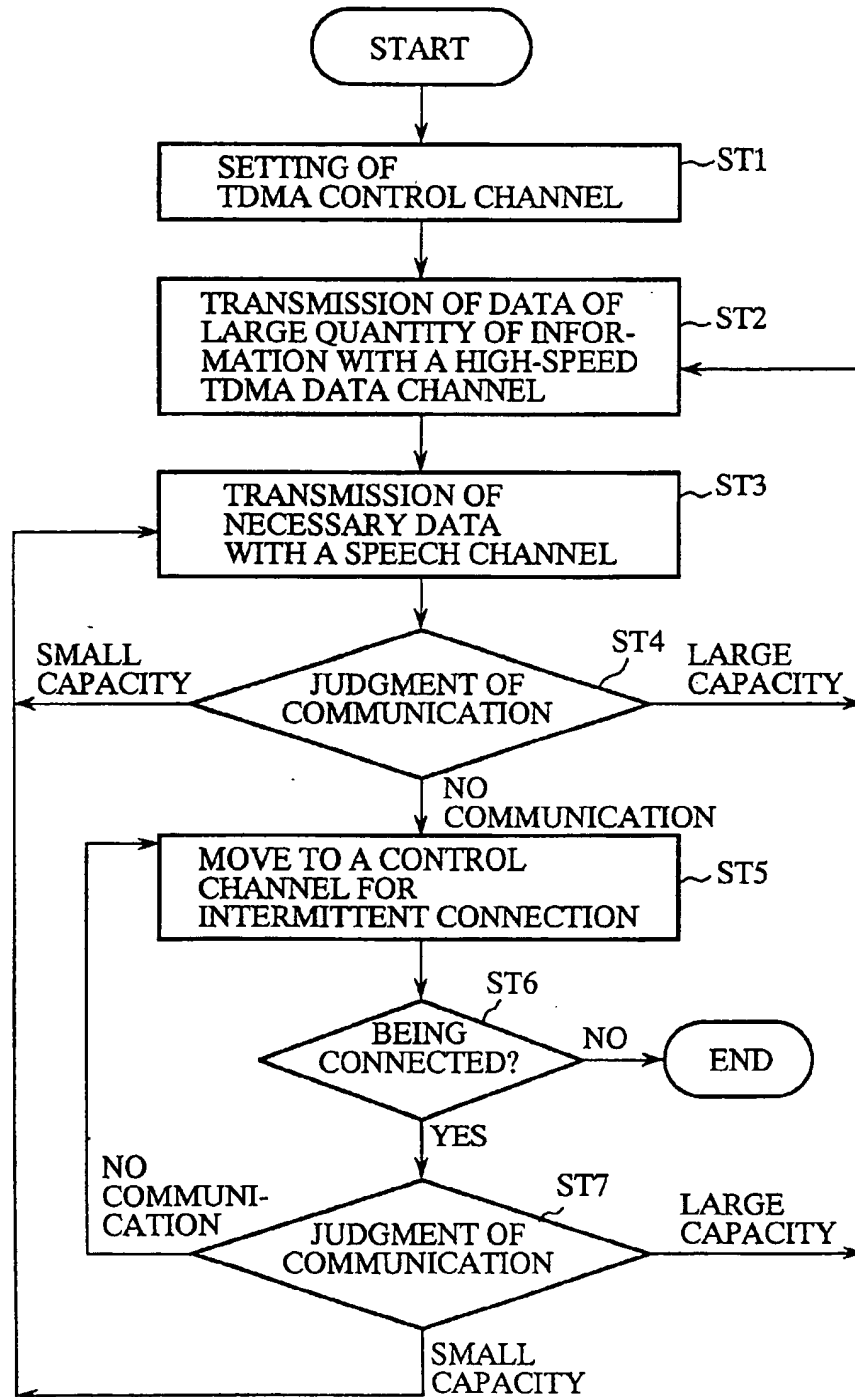 START
ST1
SETTING OF
TDMA CONTROL CHANNEL
TRANSMISSION OF DATA OF
LARGE QUANTITY OF INFOR-
MATION WITH A HIGH-SPEED
TDMA DATA CHANNEL
ST2
ST3
TRANSMISSION OF
NECESSARY DATA
WITH A SPEECH CHANNEL
SMALL
CAPACITY
ST4
JUDGMENT OF
COMMUNICATION
LARGE
CAPACITY
NO
COMMUNICATION
MOVE TO A CONTROL
CHANNEL FOR
INTERMITTENT CONNECTION
ST5
ST6
BEING
CONNECTED?
NO
END
YES
NO
COMMUNI-
CATION
ST7
JUDGMENT OF
COMMUNICATION
LARGE
CAPACITY
SMALL
CAPACITY